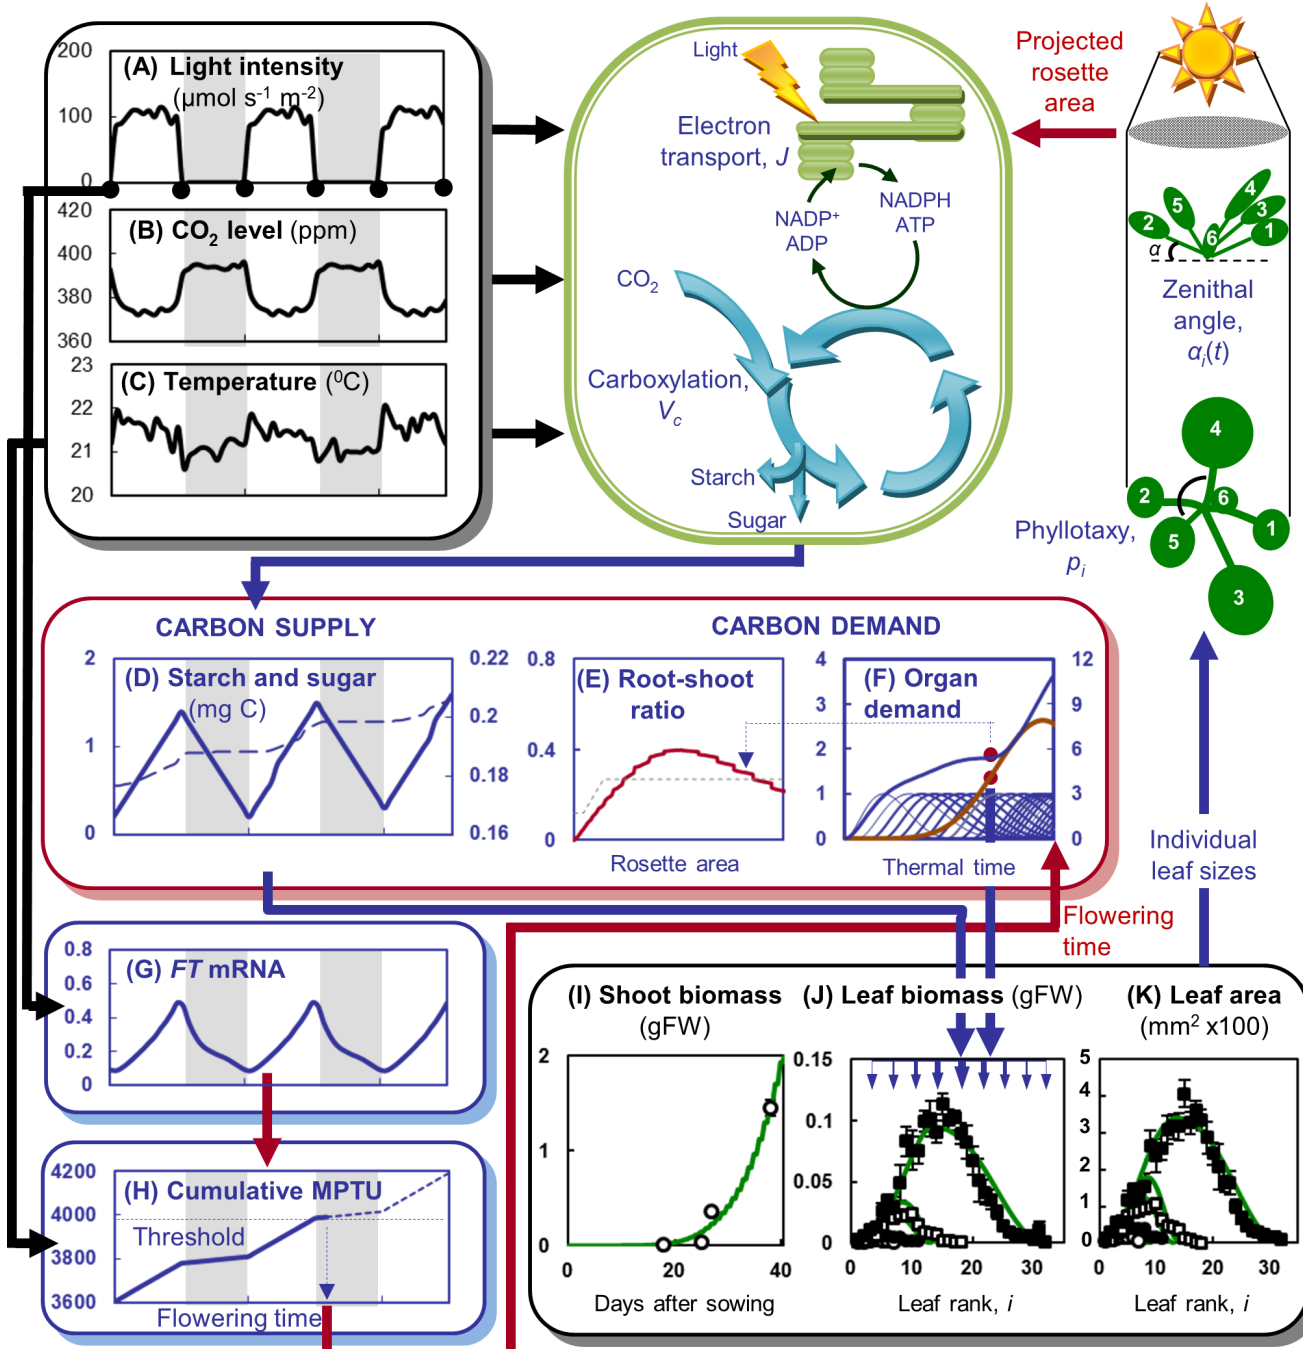 (A) Light intensity
(µmol s-1 m-2)
200
100
0
(B) CO2 level (ppm)
420
400
380
360
(C) Temperature (0C)
23
22
21
20
Light
Electron
transport, J
NADP+
ADP
NADPH
ATP
CO2
Carboxylation,
Vc
Starch
Sugar
Projected
rosette
area
1
2
3
4
5
6
α
Zenithal
angle,
αi(t)
4
2
6
1
5
3
Phyllotaxy,
pi
CARBON SUPPLY
CARBON DEMAND
(D) Starch and sugar
(mg C)
2
1
0
0.22
0.2
0.18
0.16
(E) Root-shoot
ratio
0.8
0.4
0
Rosette area
(F) Organ
demand
4
3
2
1
0
12
9
6
3
0
Thermal time
Individual
leaf sizes
Flowering
time
(G) FT mRNA
0.8
0.6
0.4
0.2
0
(H) Cumulative MPTU
4200
4000
3800
3600
Threshold
Flowering time
(I) Shoot biomass
(gFW)
2
1
0
0
20
40
Days after sowing
(J) Leaf biomass (gFW)
0.15
0.1
0.05
0
0
10
20
30
Leaf rank, i
(K) Leaf area
(mm2 x100)
5
4
3
2
1
0
0
10
20
30
Leaf rank, i